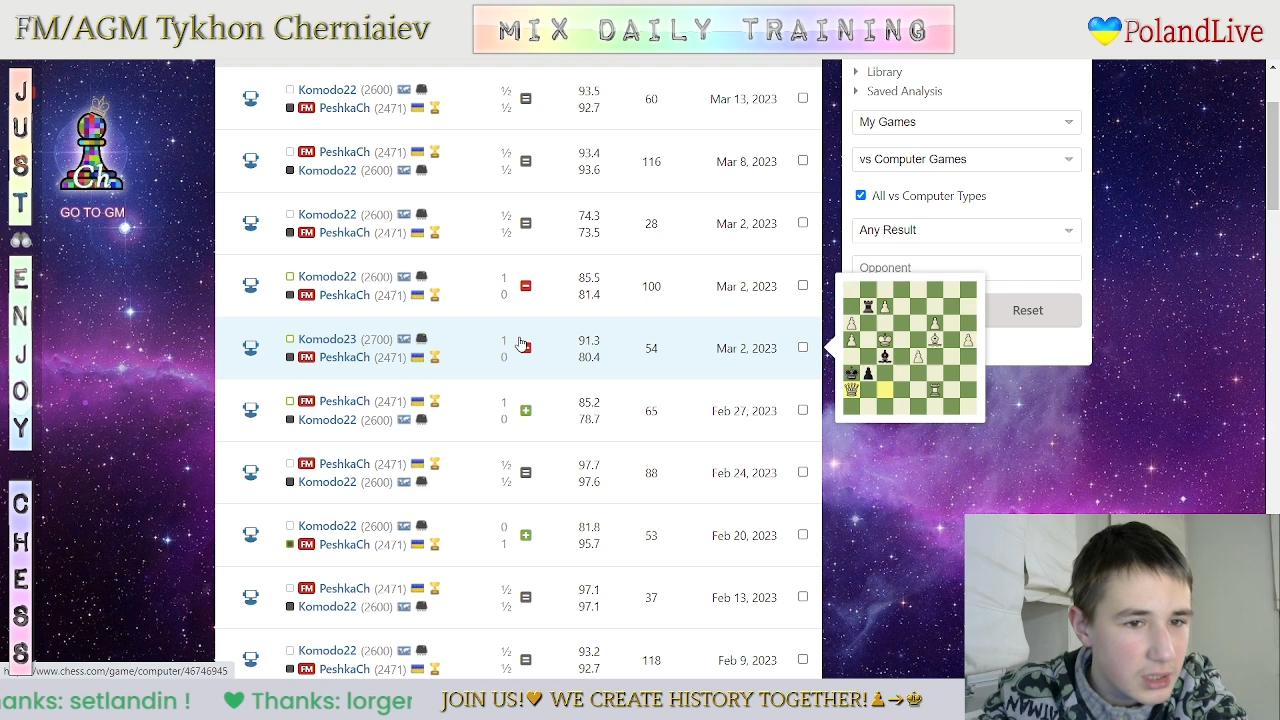 FM/AGM Tykhon Cherniaiev
MIX DAILY TRAINING
PolandLive
JUST
ENJOY
CHESS
Ch
GO TO GM
Komodo22 (2600) ½ 93.5
FM PeshkaCh (2471) ½ 92.7
60 Mar 13, 2023
FM PeshkaCh (2471) ½ 93.4
Komodo22 (2600) ½ 93.6
116 Mar 8, 2023
Komodo22 (2600) ½ 74.3
FM PeshkaCh (2471) ½ 73.5
28 Mar 2, 2023
Komodo22 (2600) 1 85.5
FM PeshkaCh (2471) 0 81.4
100 Mar 2, 2023
Komodo23 (2700) 1 91.3
FM PeshkaCh (2471) 0 80.4
54 Mar 2, 2023
FM PeshkaCh (2471) 1 85.2
Komodo22 (2600) 0 78.7
65 Feb 27, 2023
FM PeshkaCh (2471) ½ 97.7
Komodo22 (2600) ½ 97.6
88 Feb 24, 2023
Komodo22 (2600) 0 81.8
FM PeshkaCh (2471) 1 95.7
53 Feb 20, 2023
FM PeshkaCh (2471) ½ 97.1
Komodo22 (2600) ½ 97.1
37 Feb 13, 2023
Komodo22 (2600) ½ 93.2
FM PeshkaCh (2471) ½ 92.7
118 Feb 9, 2023
Library
Saved Analysis
My Games
vs Computer Games
All vs Computer Types
Any Result
Opponent
Reset
www.chess.com/game/computer/45746945
hanks: setlandin ! Thanks: lorger
JOIN US! WE CREATE HISTORY TOGETHER!